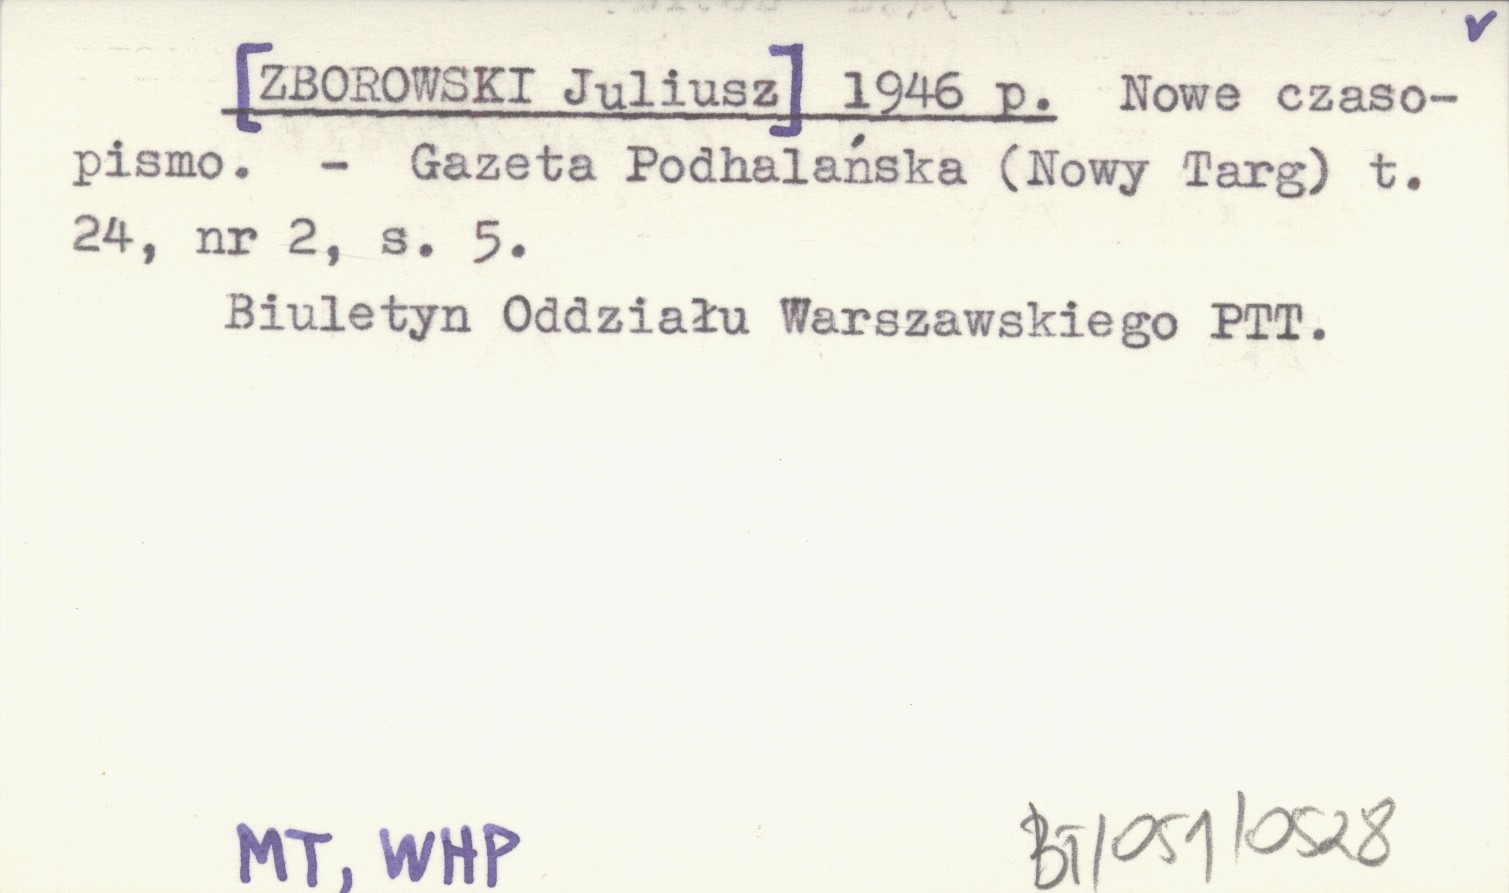 [ZBOROWSKI Juliusz] 1946 p. Nowe czaso-
pismo. - Gazeta Podhalańska (Nowy Targ) t.
24, nr 2, s. 5.
Biuletyn Oddziału Warszawskiego PTT.
MT, WHP
BT/051/0528